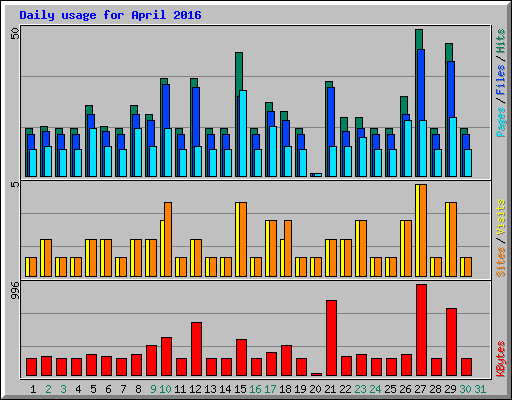 Daily usage for April 2016
50
Pages / Files / Hits
5
Sites / Visits
996
KBytes
1 2 3 4 5 6 7 8 9 10 11 12 13 14 15 16 17 18 19 20 21 22 23 24 25 26 27 28 29 30 31